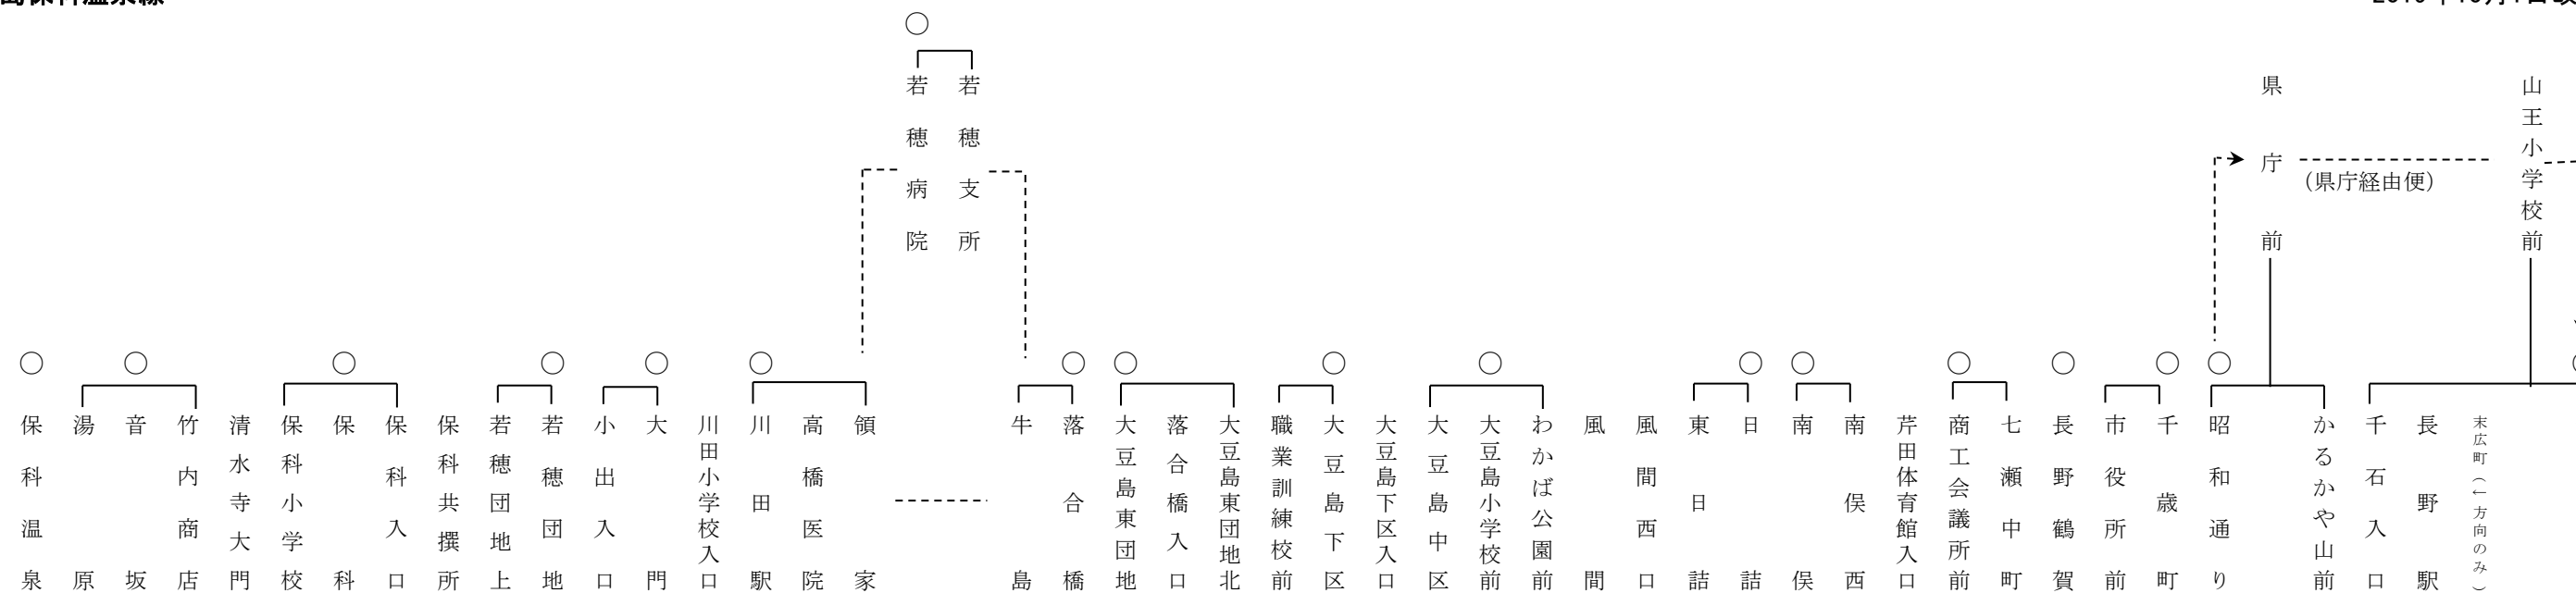 ○
若穂病院
若穂支所
県庁前
(県庁経由便)
山王小学校前
○ ○ ○ ○ ○ ○ ○ ○ ○ ○ ○ ○ ○ ○ ○ ○
保科温泉
湯原
音坂
竹内商店
清水寺大門
保科小学校
保科
保科入口
保科共撰所
若穂団地上
若穂団地
小出入口
大門
川田小学校入口
川田駅
高橋医院
領家
牛島
落合橋
大豆島東団地
落合橋入口
大豆島東団地北
職業訓練校前
大豆島下区
大豆島下区入口
大豆島中区
大豆島小学校前
わかば公園前
風間
風間西口
東日詰
日詰
南俣
南俣西
芹田体育館入口
商工会議所前
七瀬中町
長野鶴賀
市役所前
千歳町
昭和通り
かるかや山前
千石入口
長野駅
末広町(←方向のみ)